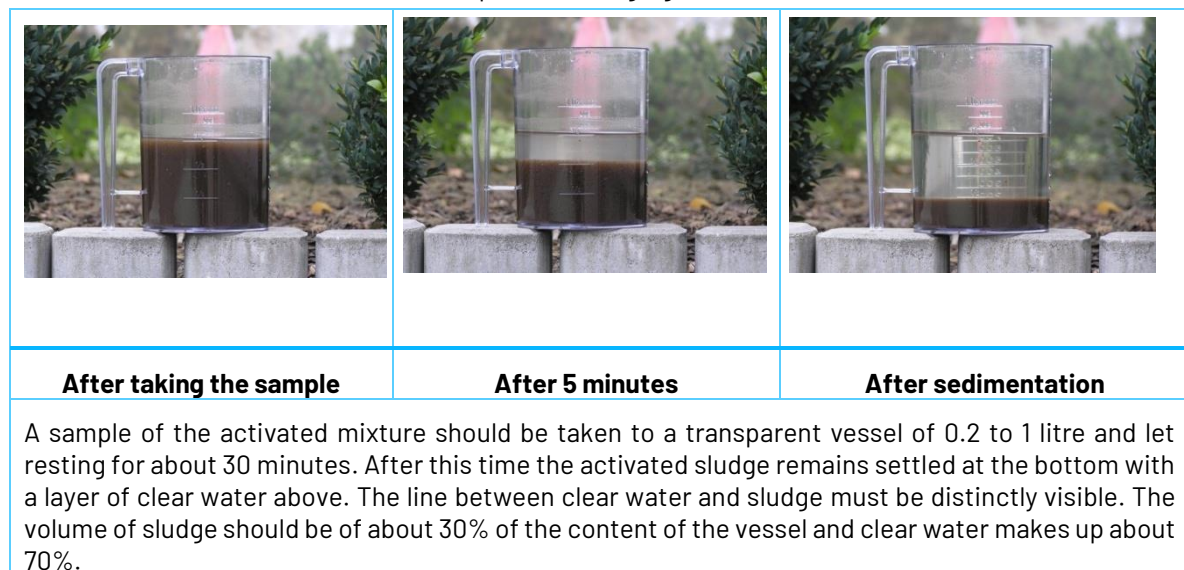 After taking the sample
After 5 minutes
After sedimentation
A sample of the activated mixture should be taken to a transparent vessel of 0.2 to 1 litre and let
resting for about 30 minutes. After this time the activated sludge remains settled at the bottom with
a layer of clear water above. The line between clear water and sludge must be distinctly visible. The
volume of sludge should be of about 30% of the content of the vessel and clear water makes up about
70%.